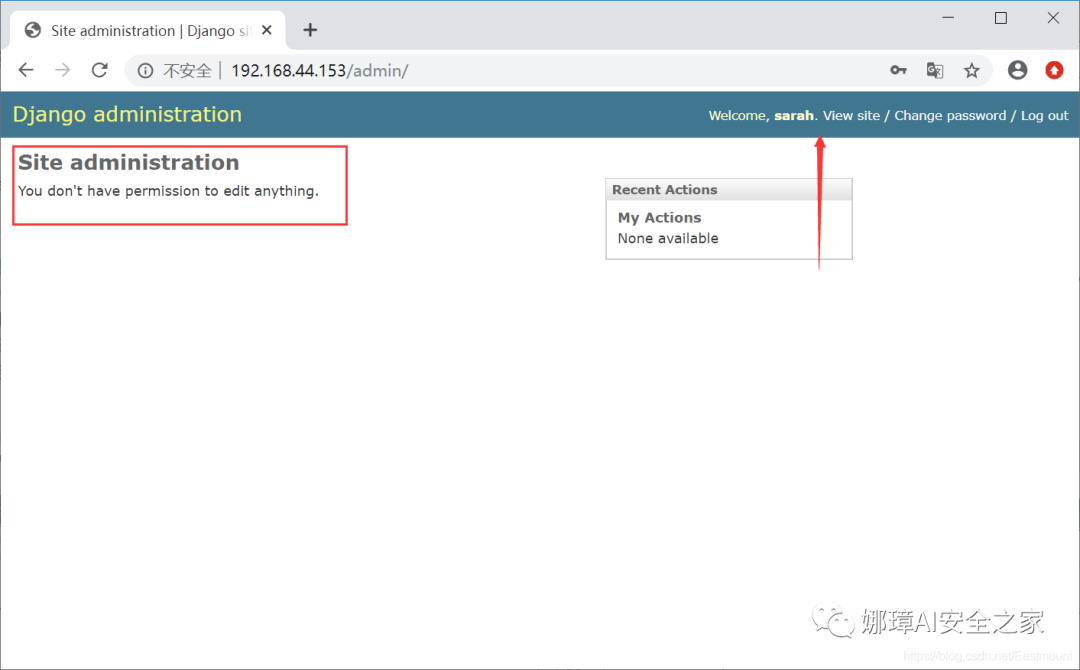 Site administration | Django si
不安全 | 192.168.44.153/admin/
Django administration
Welcome, sarah. View site / Change password / Log out
Site administration
You don't have permission to edit anything.
Recent Actions
My Actions
None available
娜璋AI安全之家
https://blog.csdn.net/Eastmount